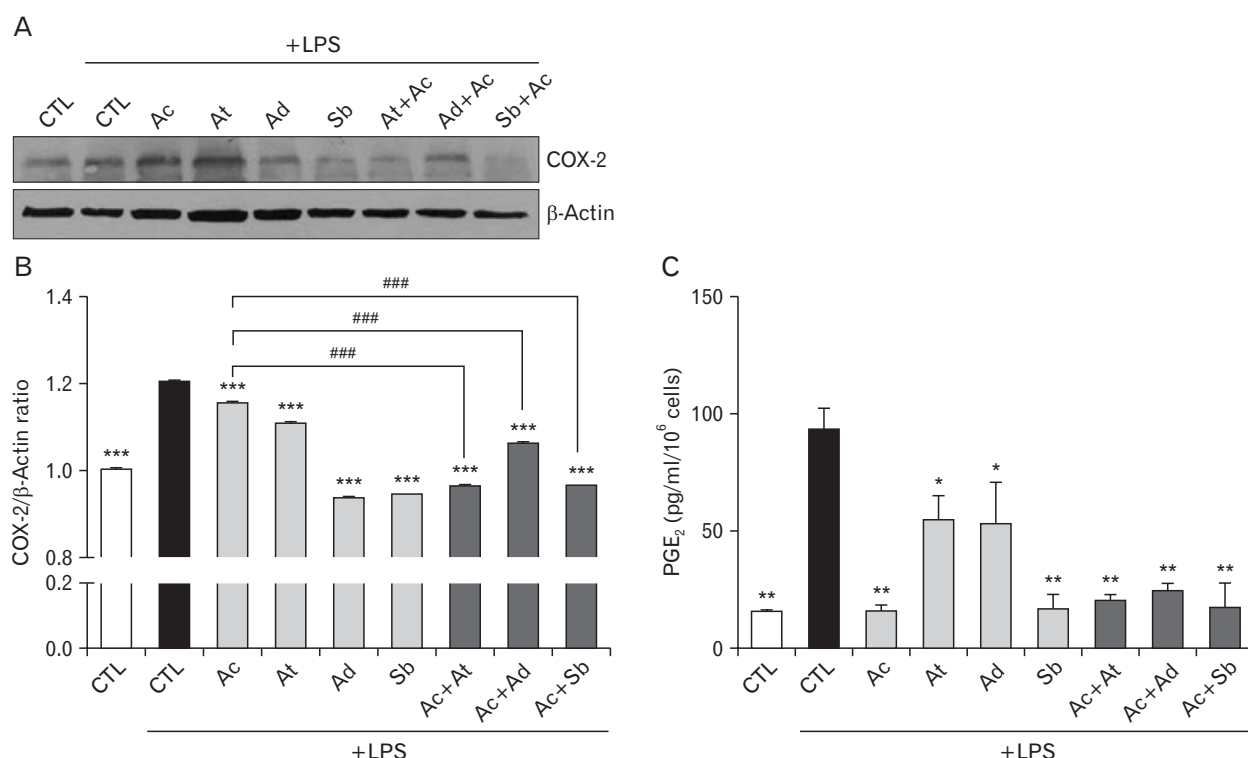 A
+LPS
CTL CTL Ac At Ad Sb At+Ac Ad+Ac Sb+Ac
COX-2
β-Actin
B
COX-2/β-Actin ratio
1.4
1.2
1.0
0.8
0.2
0.0
###
###
###
*** *** *** *** *** *** *** ***
CTL CTL Ac At Ad Sb Ac+At Ac+Ad Ac+Sb
+LPS
C
PGE₂ (pg/ml/10⁶ cells)
150
100
50
0
** ** * * ** ** ** **
CTL CTL Ac At Ad Sb Ac+At Ac+Ad Ac+Sb
+LPS